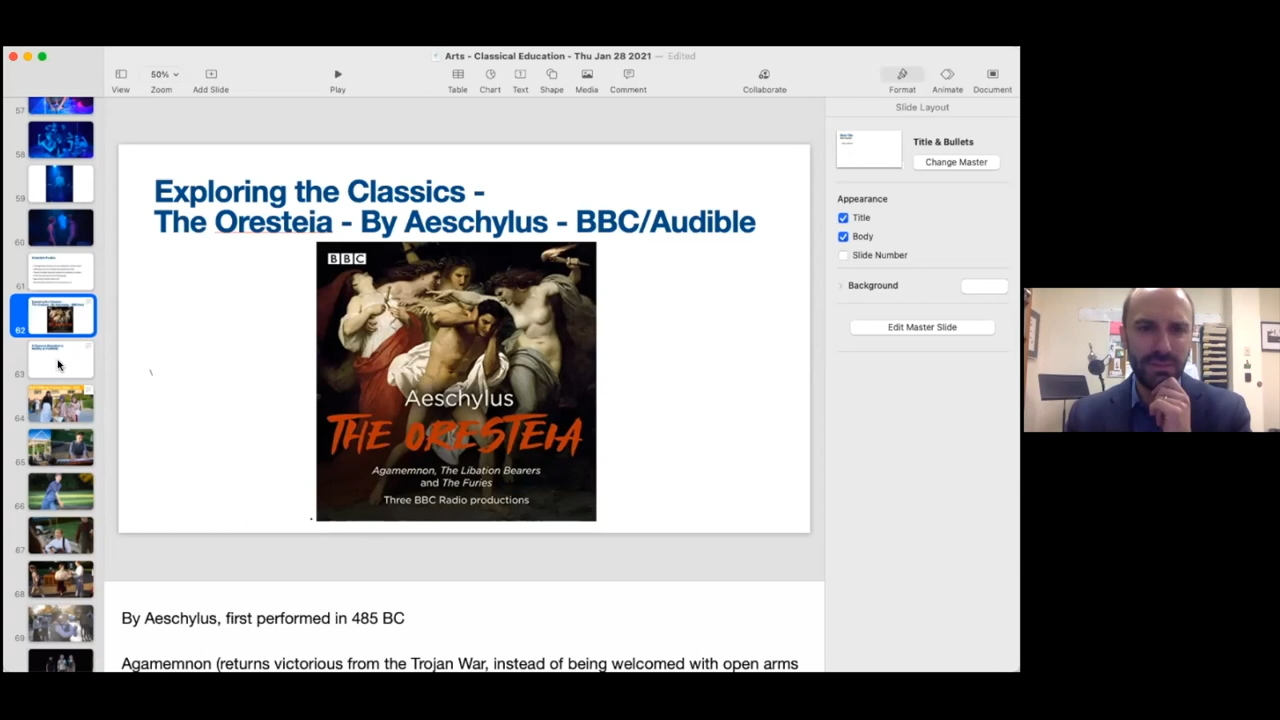 Arts - Classical Education - Thu Jan 28 2021 — Edited
50%
View
Zoom
Add Slide
Play
Table
Chart
Text
Shape
Media
Comment
Collaborate
Format
Animate
Document
57
58
59
60
61
62
63
64
65
66
67
68
69
Exploring the Classics -
The Oresteia - By Aeschylus - BBC/Audible
BBC
Aeschylus
THE ORESTEIA
Agamemnon, The Libation Bearers
and The Furies
Three BBC Radio productions
\
.
By Aeschylus, first performed in 485 BC
Agamemnon (returns victorious from the Trojan War, instead of being welcomed with open arms
Slide Layout
Title & Bullets
Change Master
Appearance
Title
Body
Slide Number
Background
Edit Master Slide